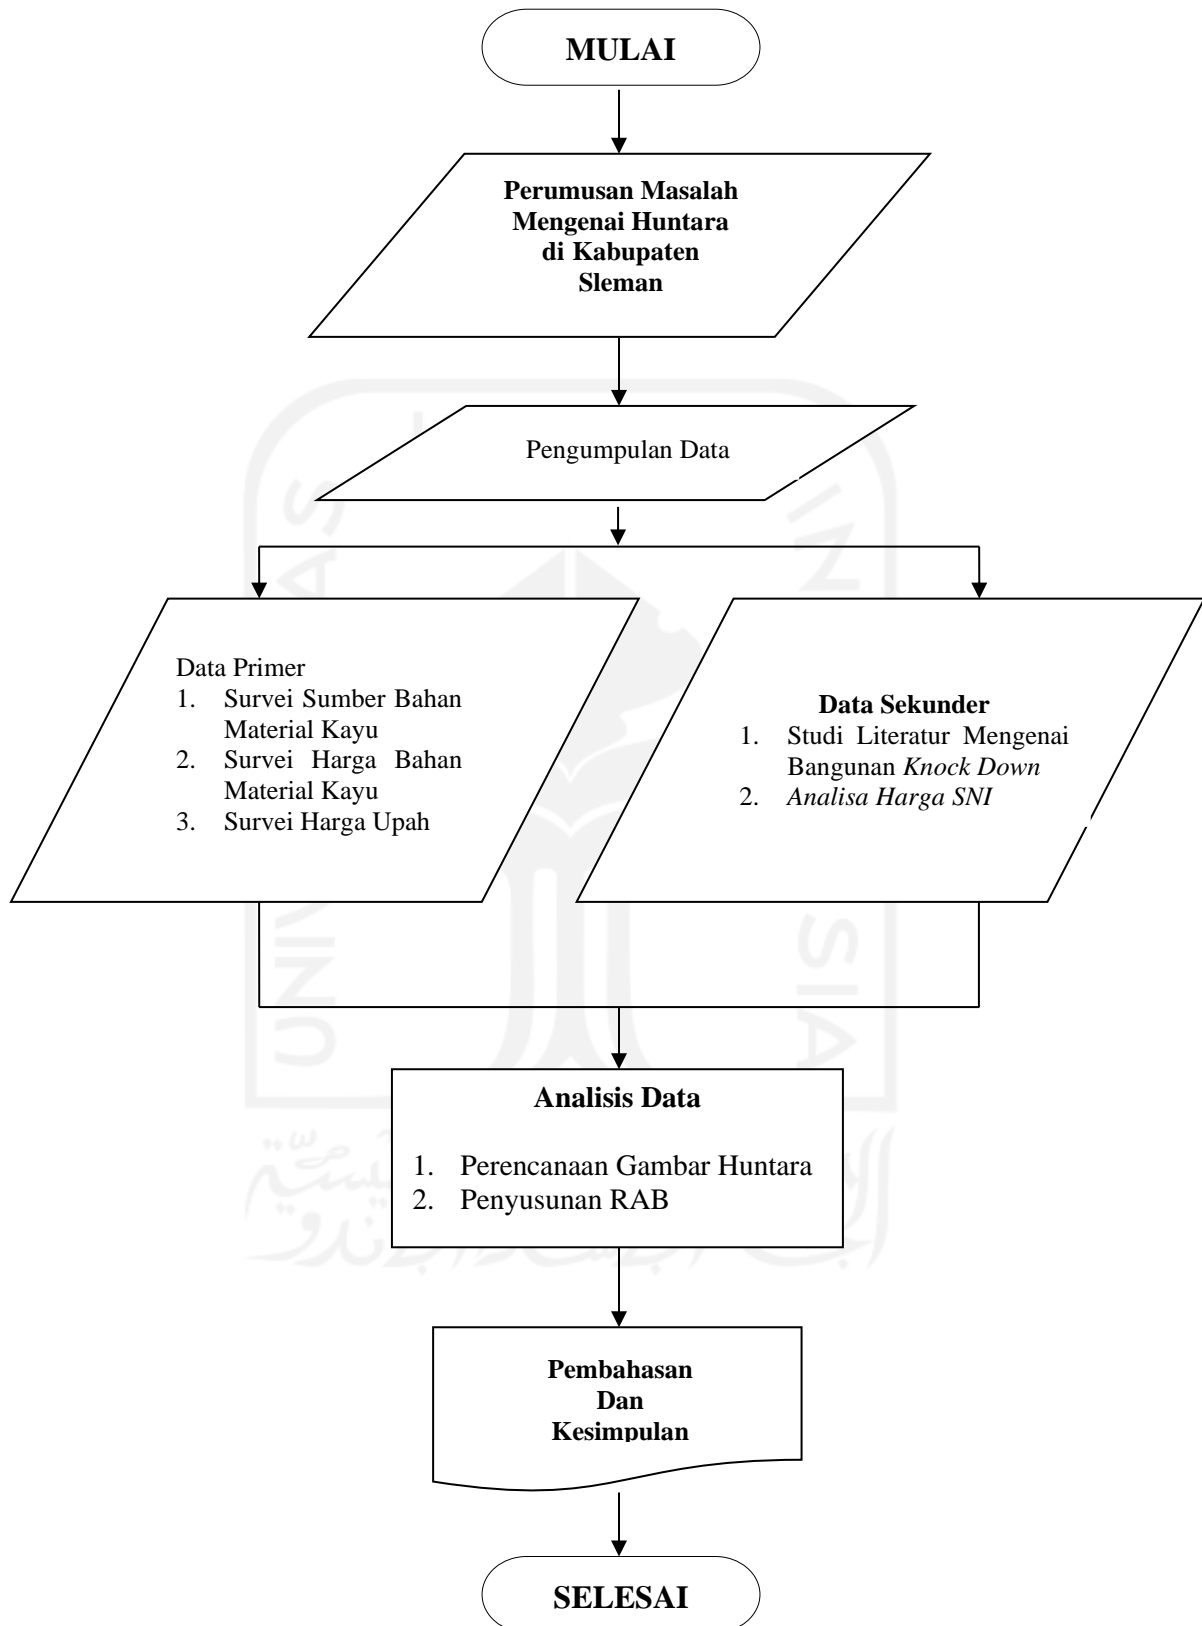 MULAI
Perumusan Masalah
Mengenai Huntara
di Kabupaten
Sleman
Pengumpulan Data
Data Primer
1. Survei Sumber Bahan
Material Kayu
2. Survei Harga Bahan
Material Kayu
3. Survei Harga Upah
Data Sekunder
1. Studi Literatur Mengenai
Bangunan Knock Down
2. Analisa Harga SNI
Analisis Data
1. Perencanaan Gambar Huntara
2. Penyusunan RAB
Pembahasan
Dan
Kesimpulan
SELESAI